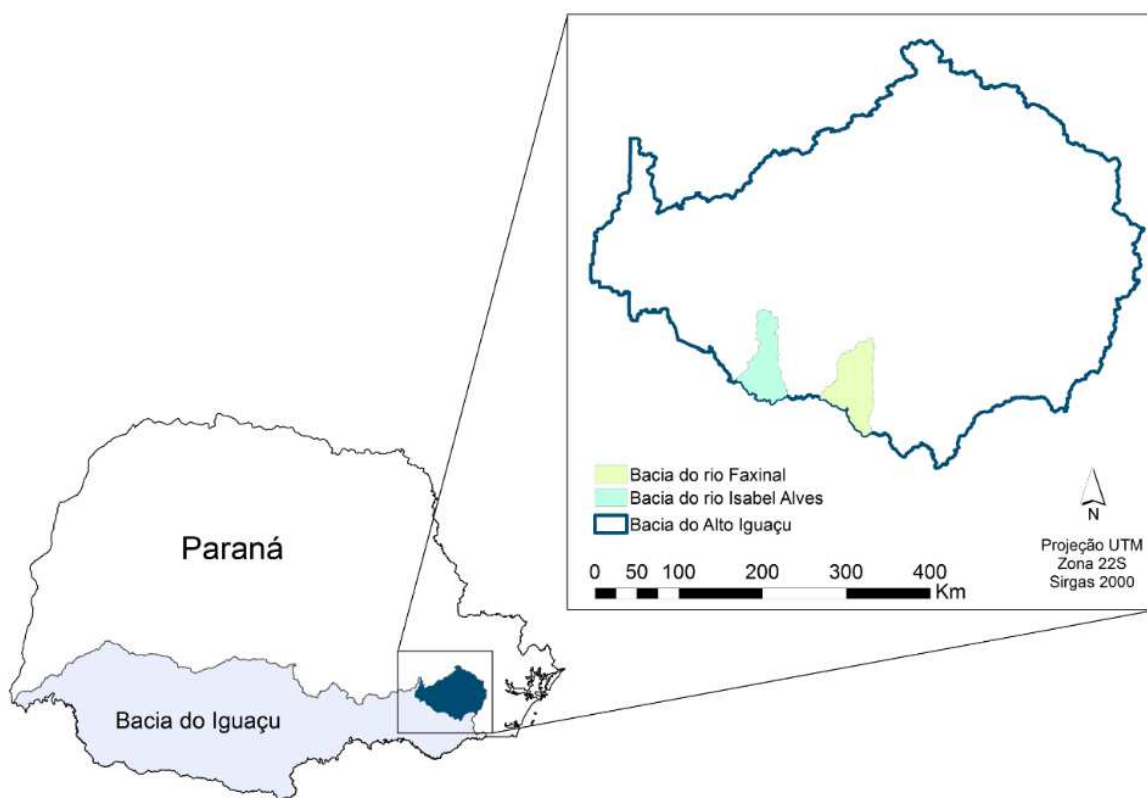 Bacia do rio Faxinal
Bacia do rio Isabel Alves
Bacia do Alto Iguaçu
N
Projeção UTM
Zona 22S
Sirgas 2000
0 50 100 200 300 400
Km
Paraná
Bacia do Iguaçu